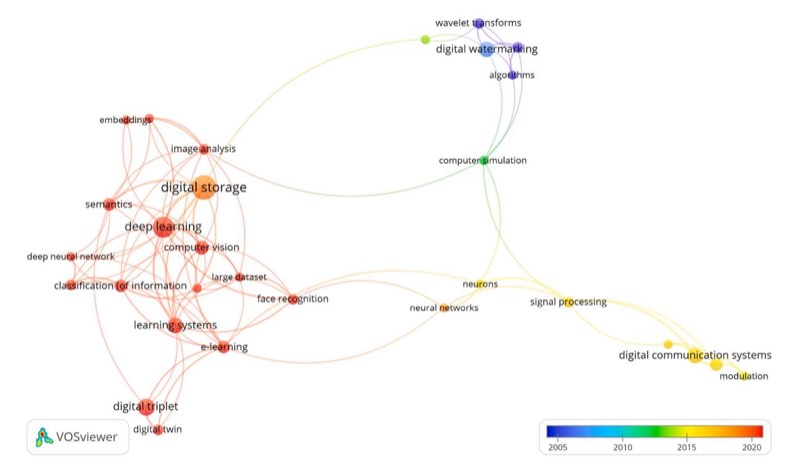 wavelet transforms
digital watermarking
algorithms
embeddings
image analysis
computer simulation
digital storage
semantics
deep learning
computer vision
deep neural network
large dataset
classification (of information
neurons
face recognition
signal processing
neural networks
learning systems
e-learning
digital communication systems
modulation
digital triplet
digital twin
VOSviewer
2005 2010 2015 2020